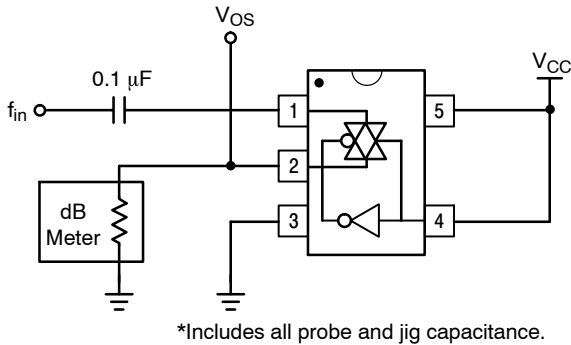 VOS
VCC
0.1 μF
fin
1
5
2
dB
Meter
3
4
*Includes all probe and jig capacitance.